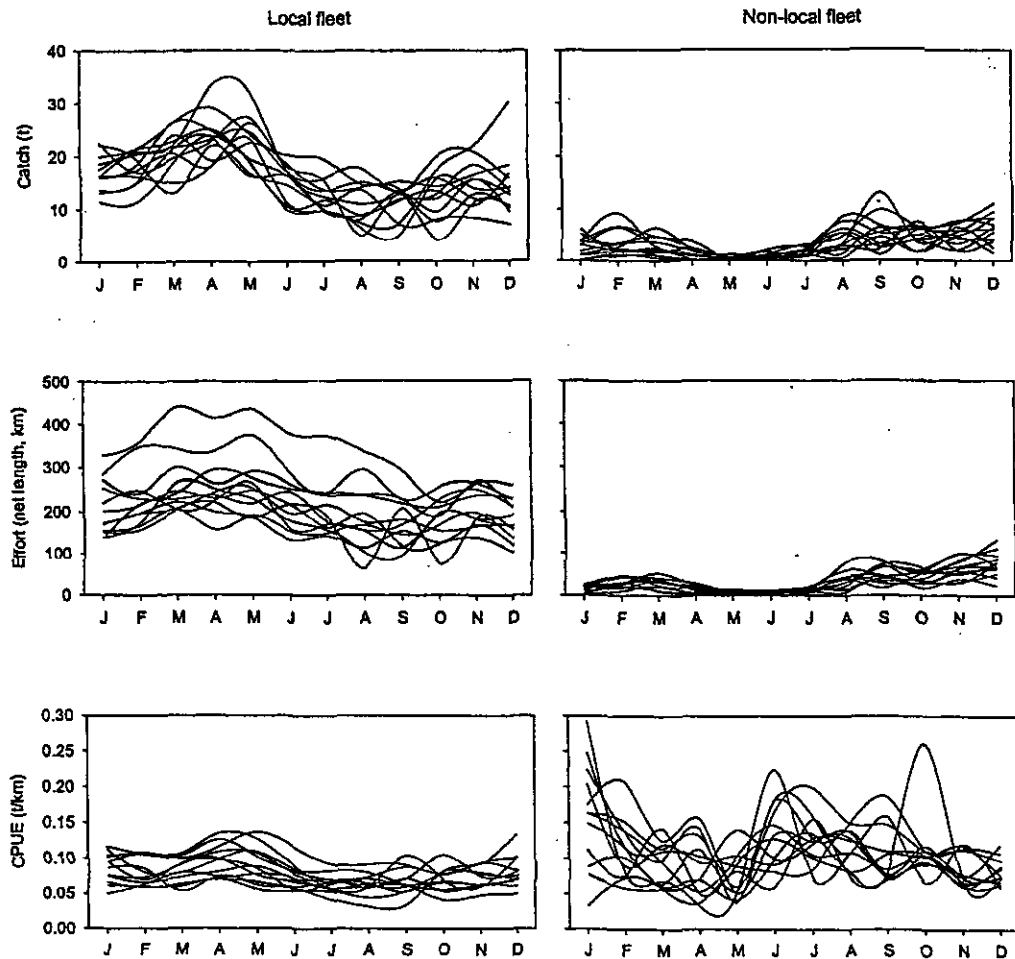 Local fleet
Non-local fleet
Catch (t)
40
30
20
10
0
J F M A M J J A S O N D
J F M A M J J A S O N D
Effort (net length, km)
500
400
300
200
100
0
J F M A M J J A S O N D
J F M A M J J A S O N D
CPUE (t/km)
0.30
0.25
0.20
0.15
0.10
0.05
0.00
J F M A M J J A S O N D
J F M A M J J A S O N D